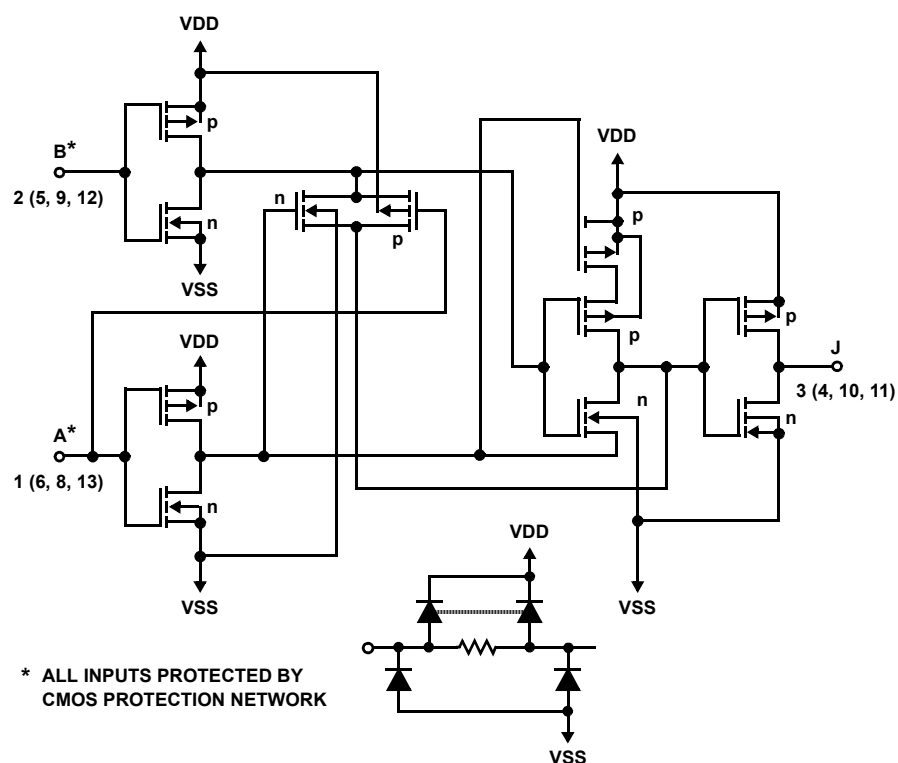 VDD
p
B*
2 (5, 9, 12)
n
VSS
n
p
VDD
p
A*
1 (6, 8, 13)
n
VSS
VDD
p
p
n
VSS
p
J
3 (4, 10, 11)
n
VDD
VSS
* ALL INPUTS PROTECTED BY
CMOS PROTECTION NETWORK